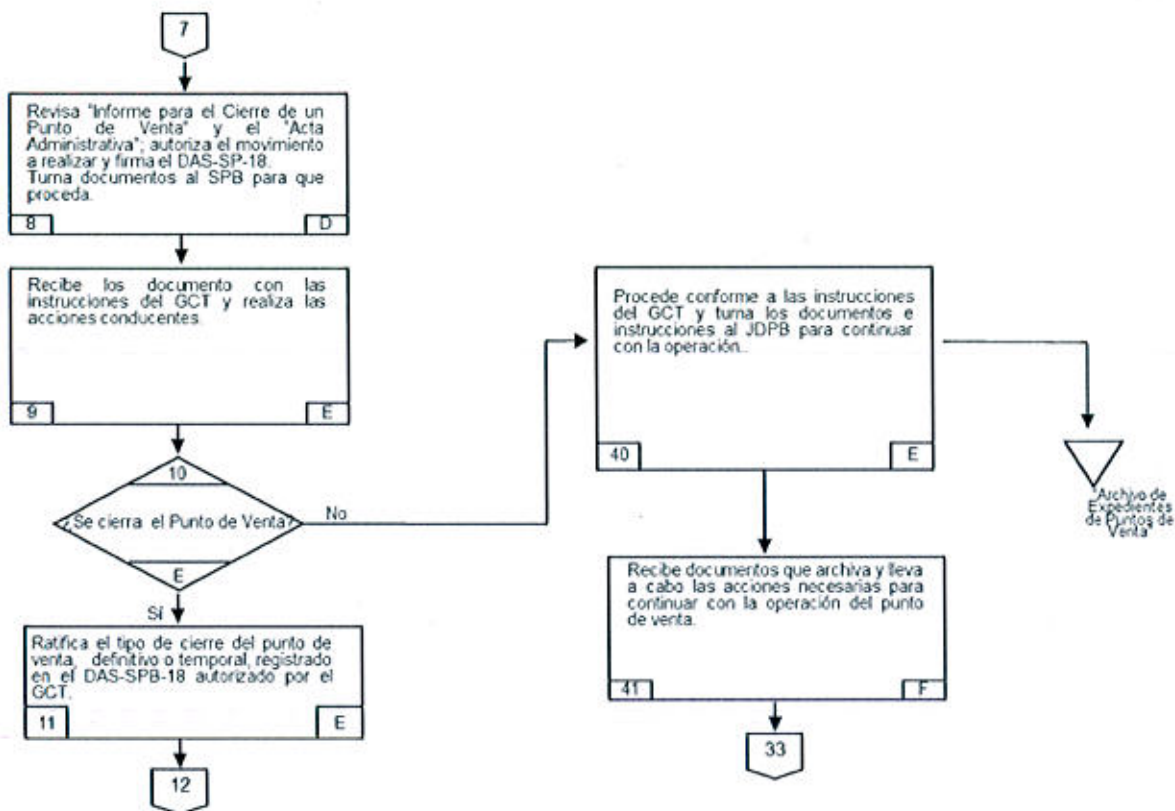 7
Revisa "Informe para el Cierre de un
Punto de Venta" y el "Acta
Administrativa"; autoriza el movimiento
a realizar y firma el DAS-SP-18.
Turna documentos al SPB para que
proceda.
8
D
Recibe los documento con las
instrucciones del GCT y realiza las
acciones conducentes.
9
E
10
¿Se cierra el Punto de Venta?
E
No
Sí
Ratifica el tipo de cierre del punto de
venta, definitivo o temporal, registrado
en el DAS-SPB-18 autorizado por el
GCT.
11
E
12
Procede conforme a las instrucciones
del GCT y turna los documentos e
instrucciones al JDPB para continuar
con la operación..
40
E
"Archivo de
Expedientes
de Puntos de
Venta"
Recibe documentos que archiva y lleva
a cabo las acciones necesarias para
continuar con la operación del punto
de venta.
41
F
33